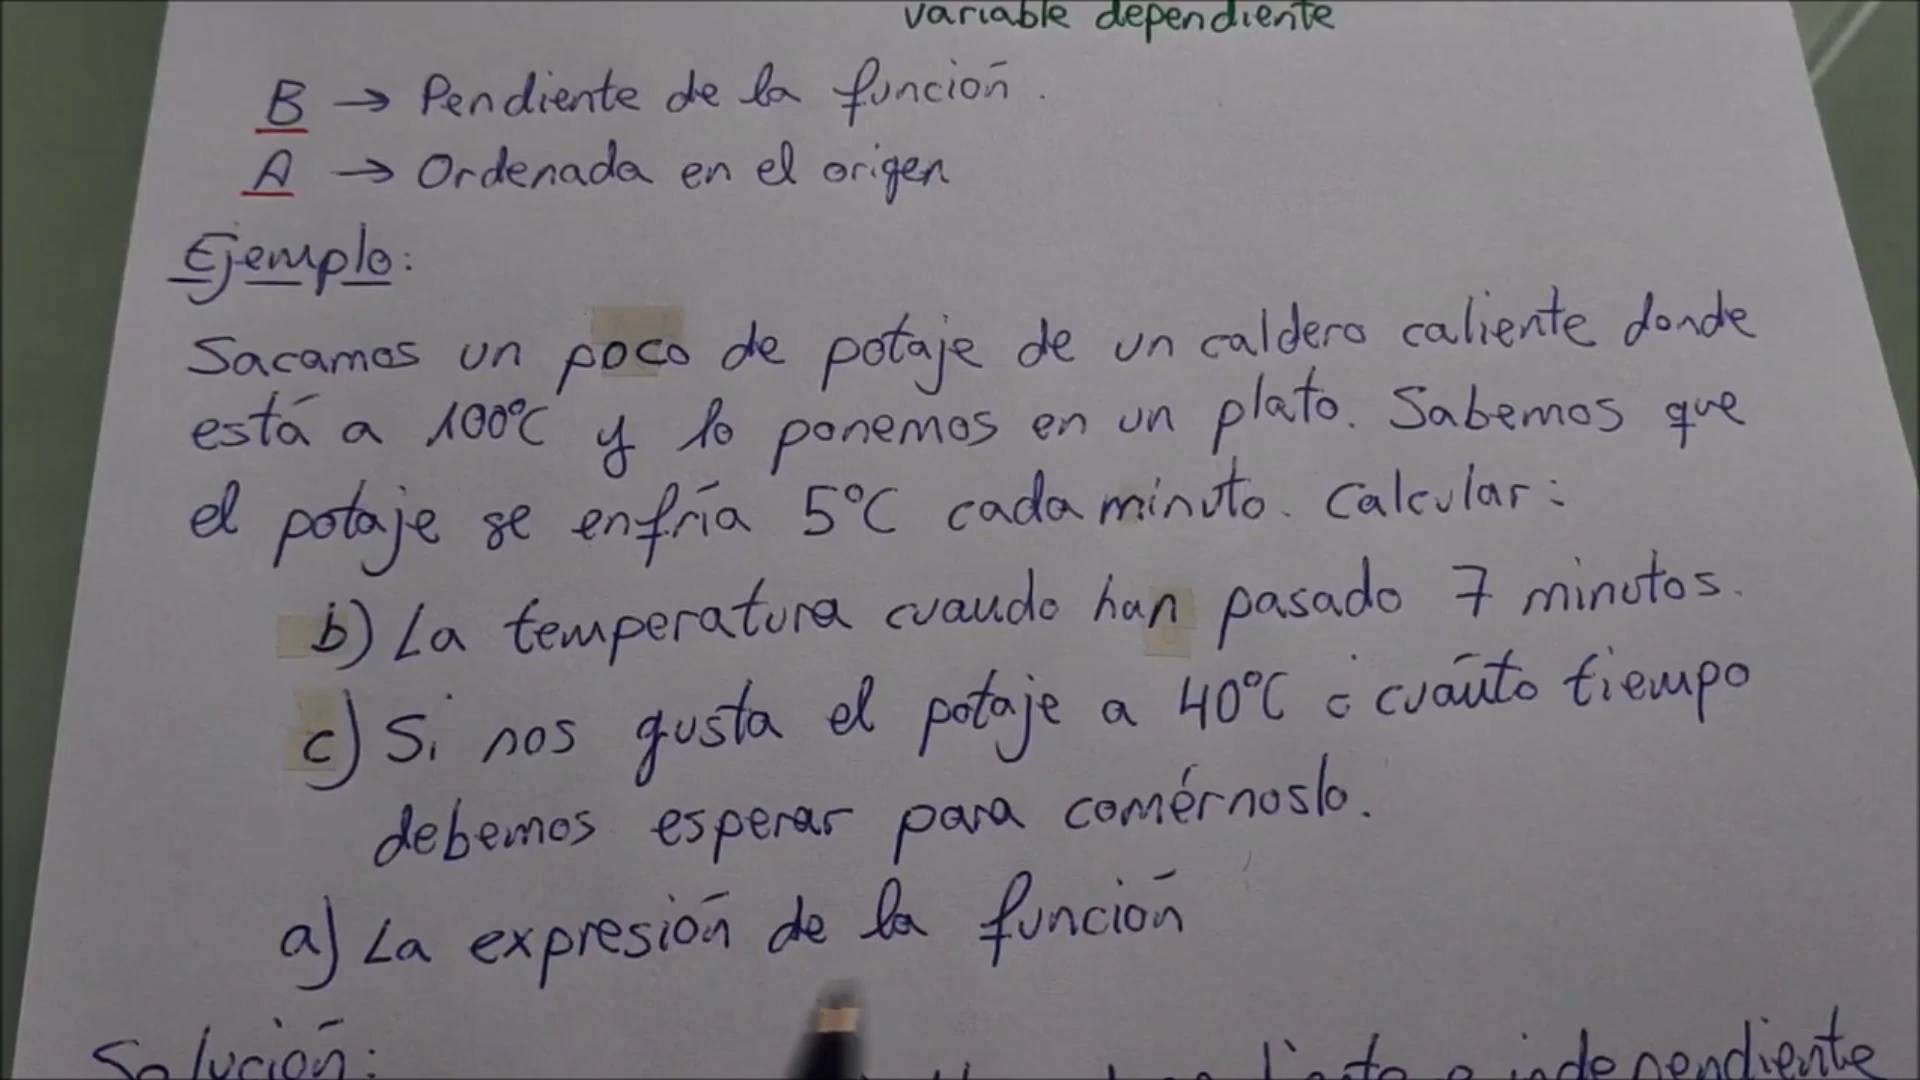 variable dependiente
B → Pendiente de la función.
A → Ordenada en el origen
Ejemplo:
Sacamos un poco de potaje de un caldero caliente donde
está a 100ºC y lo ponemos en un plato. Sabemos que
el potaje se enfría 5ºC cada minuto. Calcular:
b) La temperatura cuando han pasado 7 minutos.
c) Si nos gusta el potaje a 40ºC ¿cuánto tiempo
debemos esperar para comérnoslo.
a) La expresión de la función
Solución: independiente